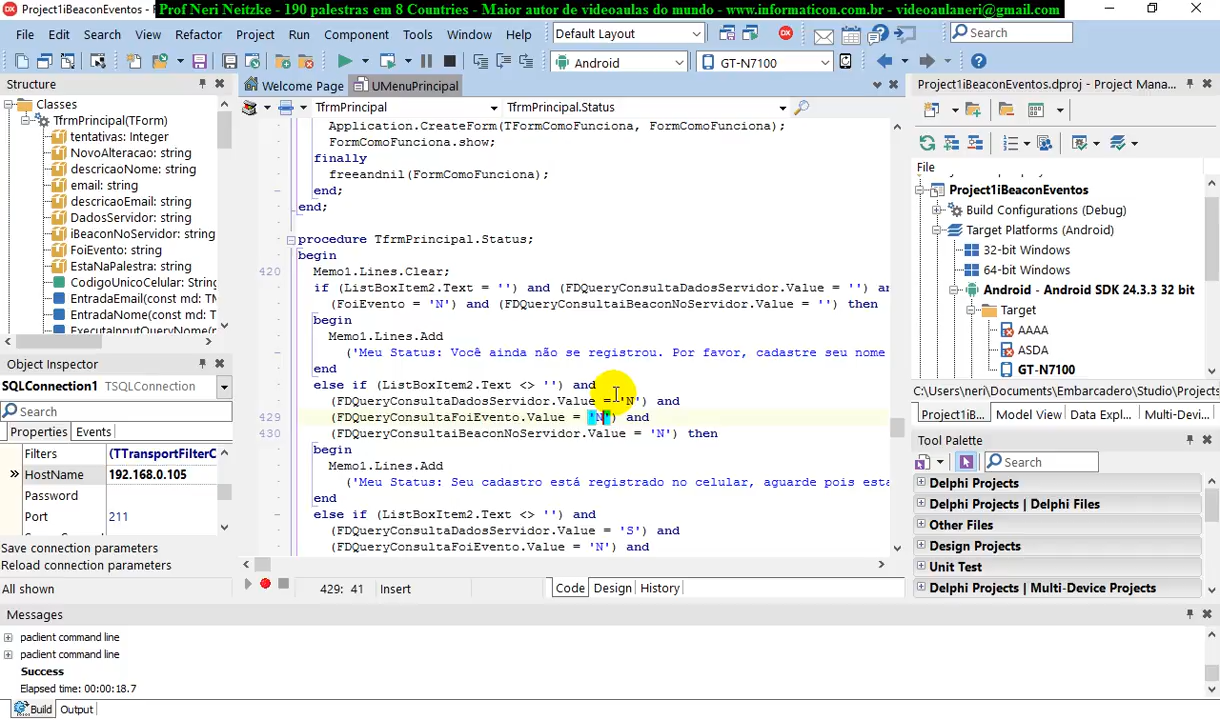 Project1iBeaconEventos -
Prof Neri Neitzke - 190 palestras em 8 Countries - Maior autor de videoaulas do mundo - www.informaticon.com.br - videoaulaneri@gmail.com
File Edit Search View Refactor Project Run Component Tools Window Help
Default Layout
Search
Android
GT-N7100
Structure
Classes
TfrmPrincipal(TForm)
tentativas: Integer
NovoAlteracao: string
descricaoNome: string
email: string
descricaoEmail: string
DadosServidor: string
iBeaconNoServidor: string
FoiEvento: string
EstaNaPalestra: string
CodigoUnicoCelular: String
EntradaEmail(const md: TM
EntradaNome(const md: T
ExecutaInputQueryNome(r
Object Inspector
SQLConnection1 TSQLConnection
Search
Properties Events
Filters (TTransportFilterC
HostName 192.168.0.105
Password
Port 211
Save connection parameters
Reload connection parameters
All shown
Welcome Page UMenuPrincipal
TfrmPrincipal TfrmPrincipal.Status
Application.CreateForm(TFormComoFunciona, FormComoFunciona);
FormComoFunciona.show;
finally
freeandnil(FormComoFunciona);
end;
end;
procedure TfrmPrincipal.Status;
begin
420 Memo1.Lines.Clear;
if (ListBoxItem2.Text = '') and (FDQueryConsultaDadosServidor.Value = '') an
(FoiEvento = 'N') and (FDQueryConsultaiBeaconNoServidor.Value = '') then
begin
Memo1.Lines.Add
('Meu Status: Você ainda não se registrou. Por favor, cadastre seu nome
end
else if (ListBoxItem2.Text <> '') and
(FDQueryConsultaDadosServidor.Value = 'N') and
429 (FDQueryConsultaFoiEvento.Value = 'N') and
430 (FDQueryConsultaiBeaconNoServidor.Value = 'N') then
begin
Memo1.Lines.Add
('Meu Status: Seu cadastro está registrado no celular, aguarde pois esta
end
else if (ListBoxItem2.Text <> '') and
(FDQueryConsultaDadosServidor.Value = 'S') and
(FDQueryConsultaFoiEvento.Value = 'N') and
429: 41 Insert
Code Design History
Project1iBeaconEventos.dproj - Project Mana...
File
Project1iBeaconEventos
Build Configurations (Debug)
Target Platforms (Android)
32-bit Windows
64-bit Windows
Android - Android SDK 24.3.3 32 bit
Target
AAAA
ASDA
GT-N7100
C:\Users\neri\Documents\Embarcadero\Studio\Projects
Project1iBeacon... Model View Data Expl... Multi-Devi...
Tool Palette
Search
Delphi Projects
Delphi Projects | Delphi Files
Other Files
Design Projects
Unit Test
Delphi Projects | Multi-Device Projects
Messages
paclient command line
paclient command line
Success
Elapsed time: 00:00:18.7
Build Output